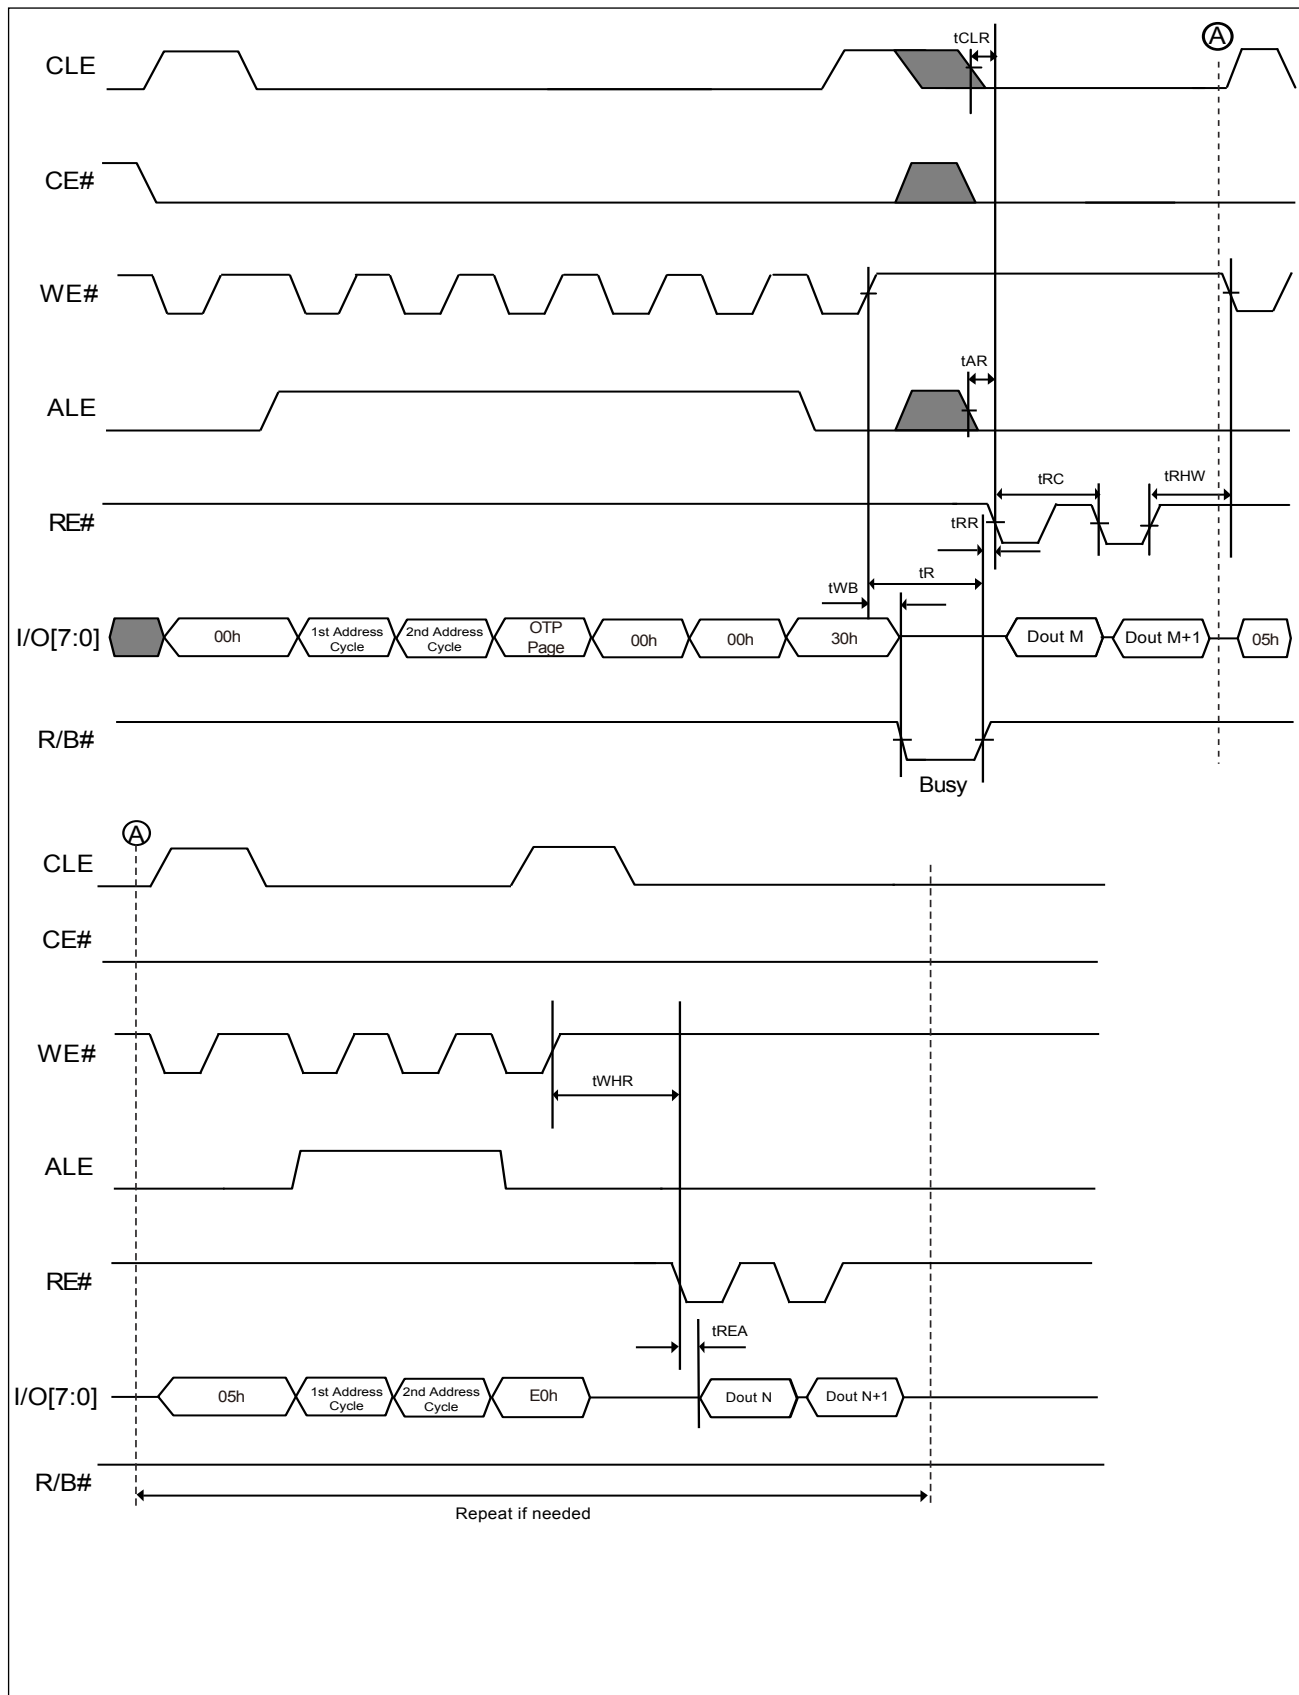 tCLR
A
CLE
CE#
WE#
tAR
ALE
tRC
tRHW
RE#
tRR
tR
tWB
I/O[7:0]
00h
1st Address
Cycle
2nd Address
Cycle
OTP
Page
00h
00h
30h
Dout M
Dout M+1
05h
R/B#
Busy
A
CLE
CE#
WE#
tWHR
ALE
RE#
tREA
I/O[7:0]
05h
1st Address
Cycle
2nd Address
Cycle
E0h
Dout N
Dout N+1
R/B#
Repeat if needed